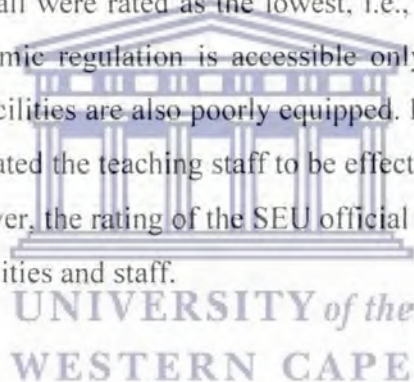 all were rated as the lowest, i.e.,
mic regulation is accessible only
cilities are also poorly equipped.
ated the teaching staff to be effect
ver, the rating of the SEU official
ities and staff.
UNIVERSITY of the
WESTERN CAPE